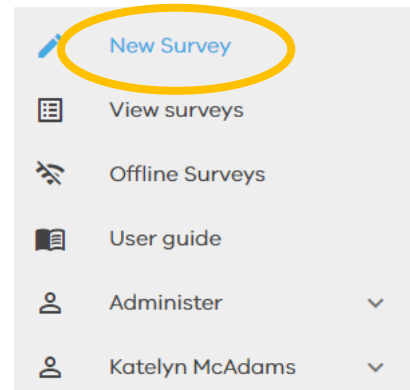 New Survey
View surveys
Offline Surveys
User guide
Administer
Katelyn McAdams